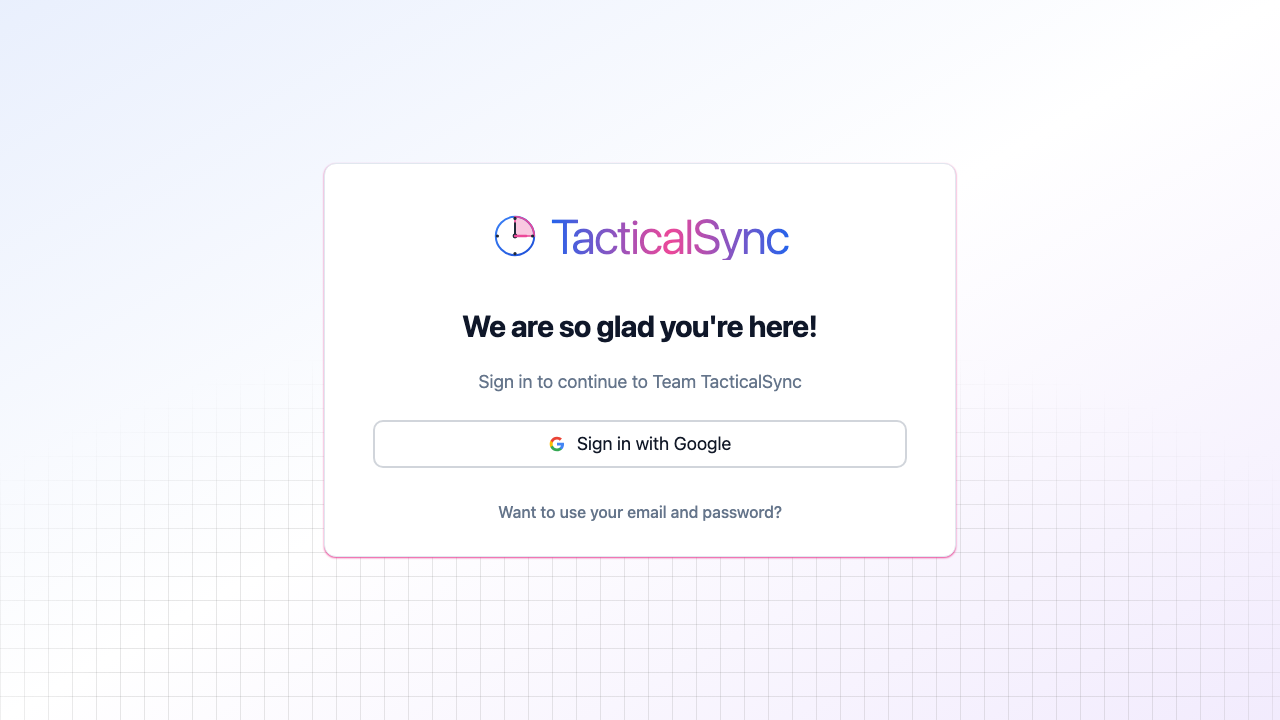 TacticalSync
We are so glad you're here!
Sign in to continue to Team TacticalSync
Sign in with Google
Want to use your email and password?